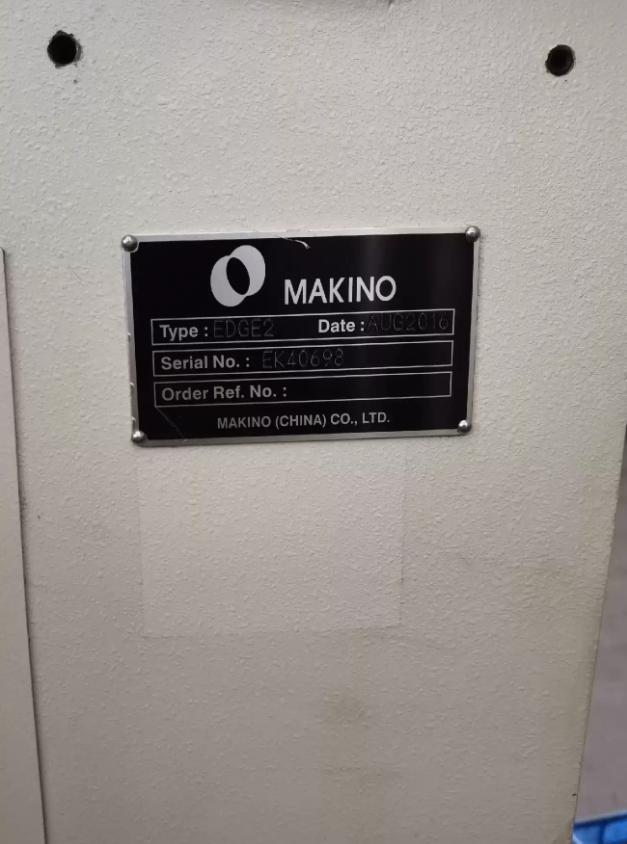 MAKINO
Type : EDGE2 Date : AUG2016
Serial No. : EK40698
Order Ref. No. :
MAKINO (CHINA) CO., LTD.